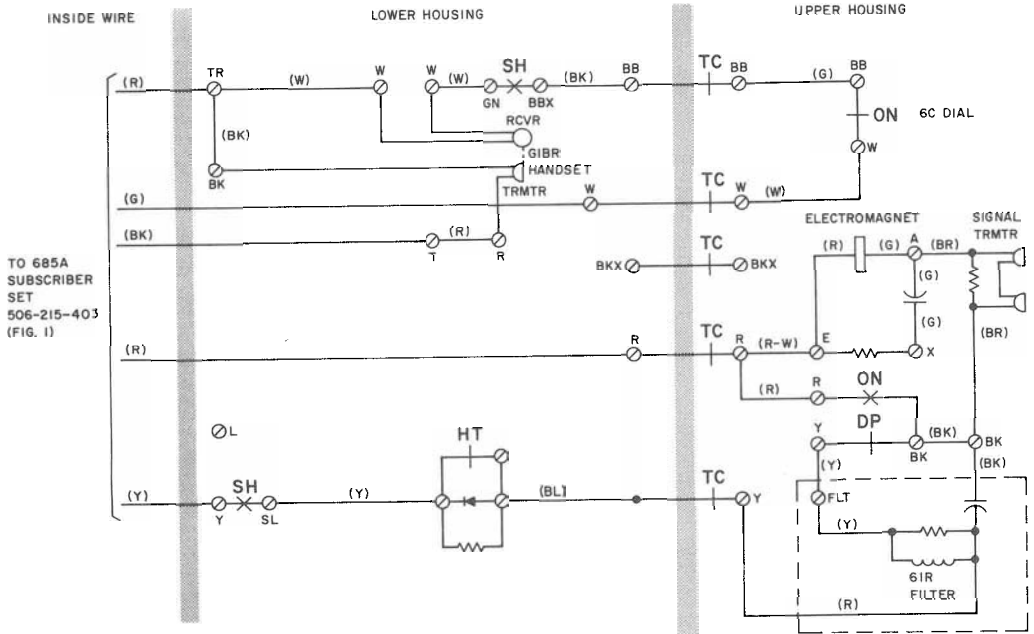 INSIDE WIRE
LOWER HOUSING
UPPER HOUSING
(R)
TR
(W)
W
W
(W)
SH
GN
BBX
(BK)
BB
TC
BB
(G)
BB
ON
6C DIAL
W
(BK)
BK
RCVR
GIBR
HANDSET
TRMTR
(G)
W
TC
W
(W)
(BK)
T
(R)
R
BKX
TC
BKX
ELECTROMAGNET
SIGNAL
TRMTR
(R)
(G)
A
(BR)
(G)
(G)
(BR)
TO 685A
SUBSCRIBER
SET
506-215-403
(FIG. 1)
(R)
R
TC
R
(R-W)
E
X
(R)
R
ON
L
HT
Y
DP
BK
(BK)
BK
(Y)
(BK)
(Y)
Y
SH
SL
(Y)
(BL)
TC
Y
FLT
(Y)
61R
FILTER
(R)